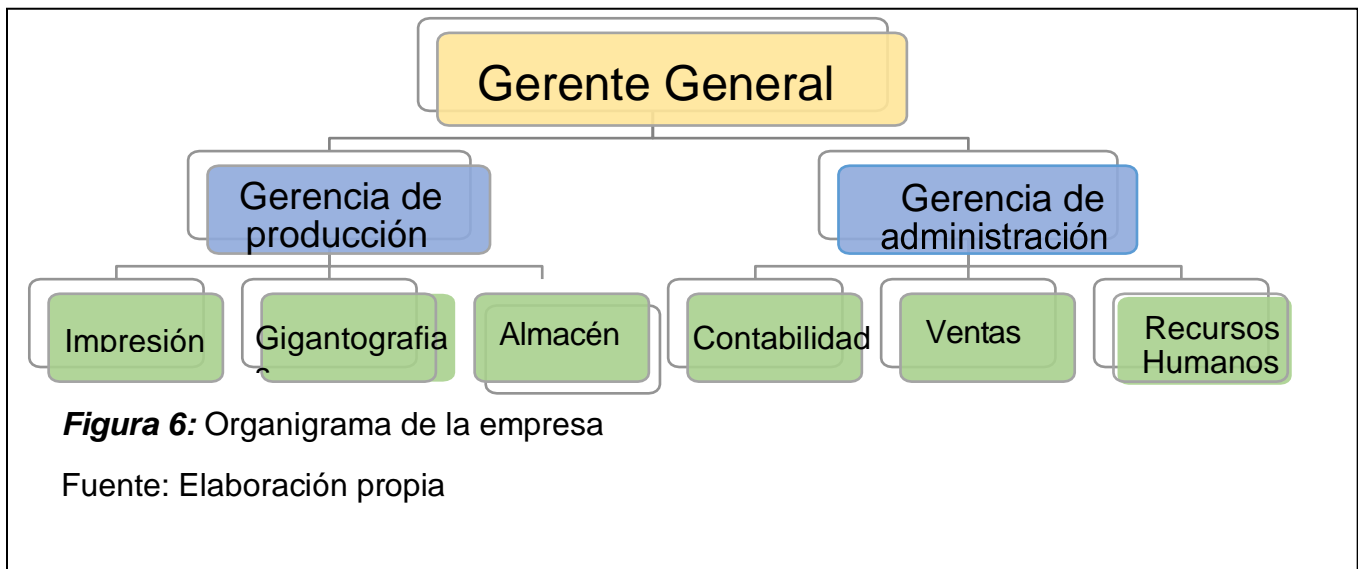 Gerente General
Gerencia de
producción
Gerencia de
administración
Impresión
Gigantografia
s
Almacén
Contabilidad
Ventas
Recursos
Humanos
Figura 6: Organigrama de la empresa
Fuente: Elaboración propia